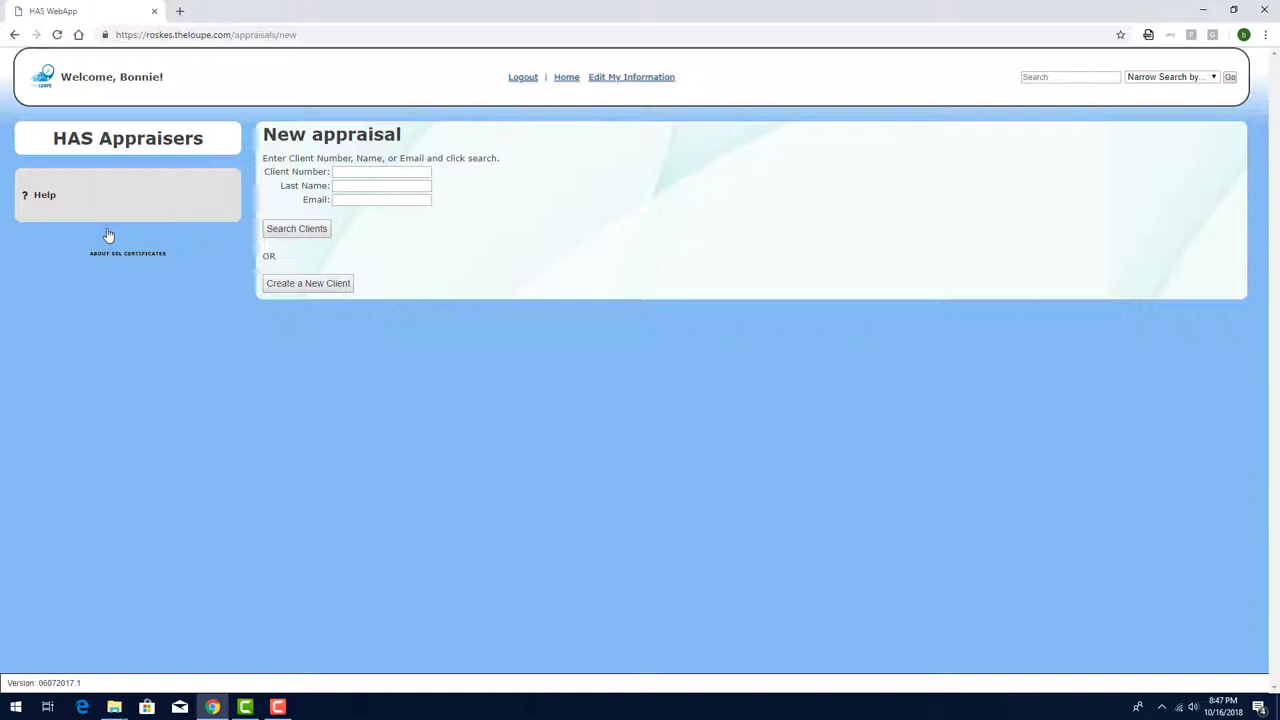 HAS WebApp
https://roskes.theloupe.com/appraisals/new
b
LOUPE
Welcome, Bonnie!
Logout | Home Edit My Information
Search Narrow Search by... Go
HAS Appraisers
? Help
ABOUT SSL CERTIFICATES
New appraisal
Enter Client Number, Name, or Email and click search.
Client Number:
Last Name:
Email:
Search Clients
OR
Create a New Client
Version: 06072017.1
8:47 PM
10/16/2018